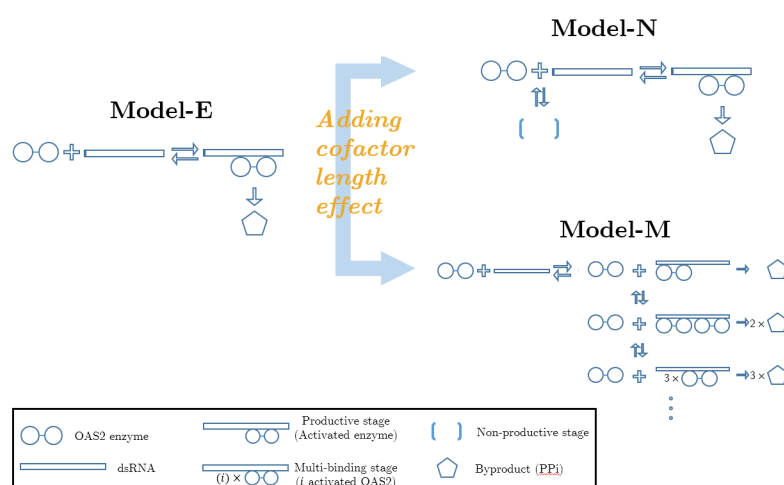 Model-N
Model-E
Adding
cofactor
length
effect
Model-M
2 ×
3 ×
3 ×
OAS2 enzyme
Productive stage
(Activated enzyme)
Non-productive stage
dsRNA
(i) ×
Multi-binding stage
(i activated OAS2)
Byproduct (PPi)